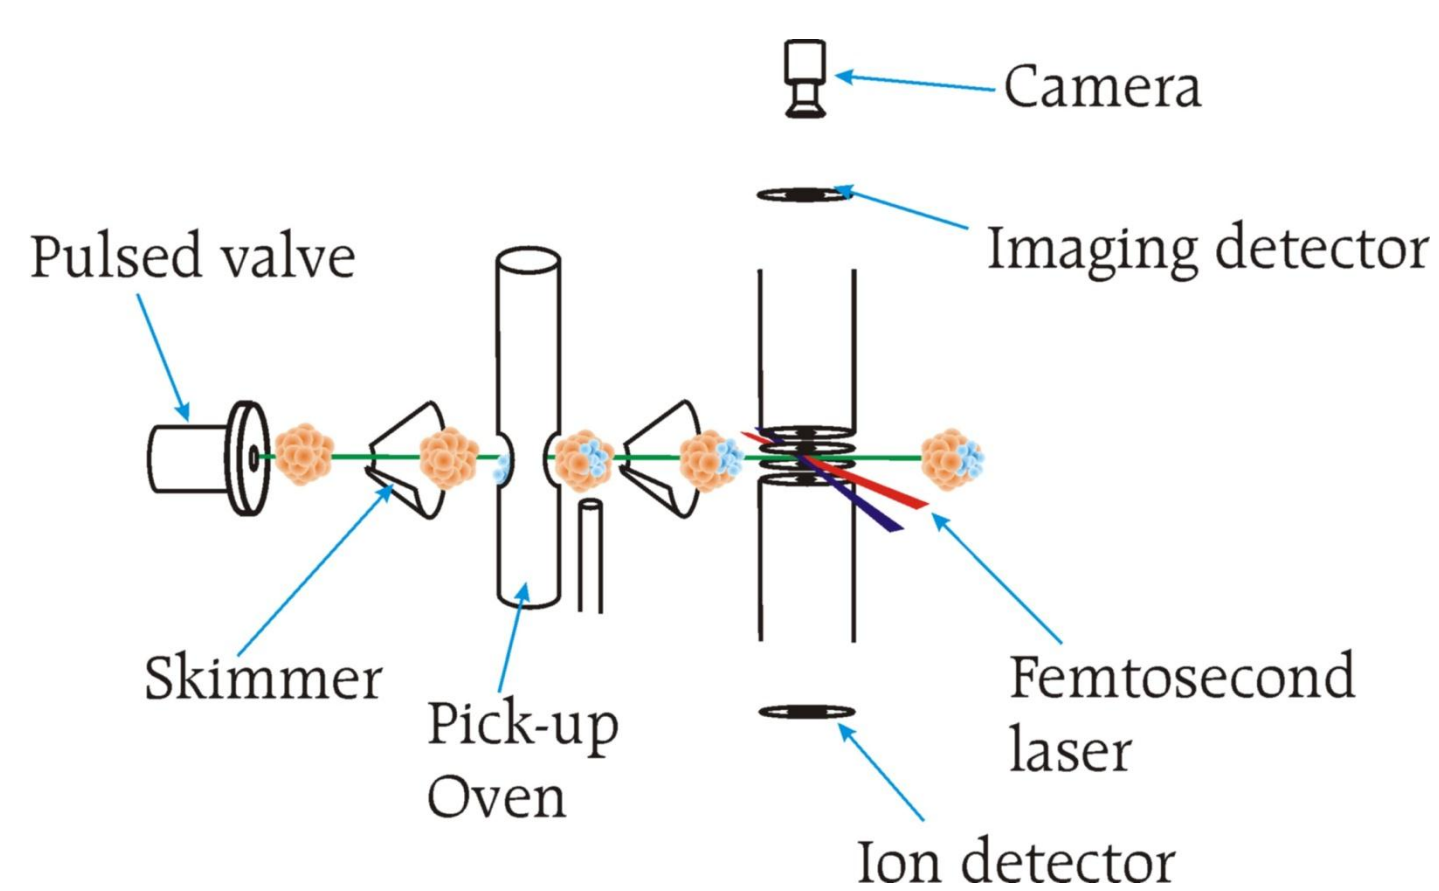 Camera
Imaging detector
Pulsed valve
Skimmer
Pick-up
Oven
Femtosecond
laser
Ion detector